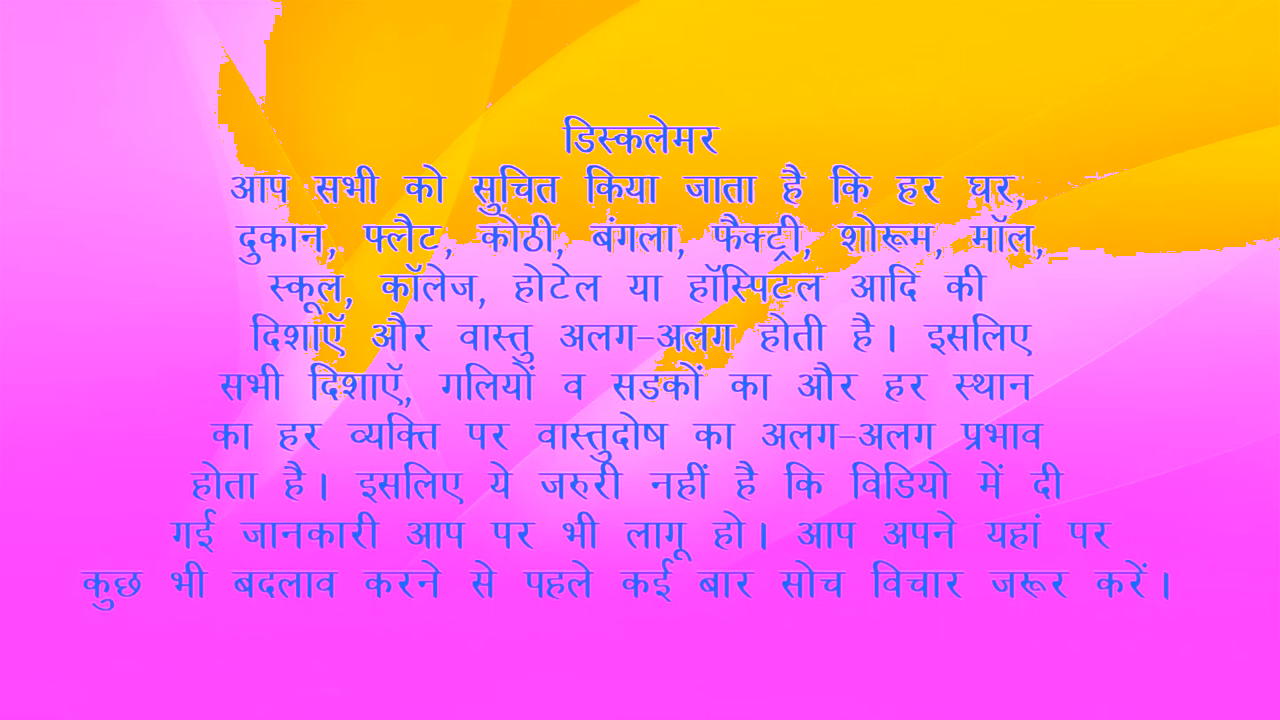 डिस्कलेमर
आप सभी को सुचित किया जाता है कि हर घर,
दुकान, फ्लैट, कोठी, बंगला, फैक्ट्री, शोरूम, मॉल,
स्कूल, कॉलेज, होटेल या हॉस्पिटल आदि की
दिशाऍ और वास्तु अलग-अलग होती है। इसलिए
सभी दिशाऍ, गलियों व सडकों का और हर स्थान
का हर व्यक्ति पर वास्तुदोष का अलग-अलग प्रभाव
होता है। इसलिए ये जरुरी नहीं है कि विडियो में दी
गई जानकारी आप पर भी लागू हो। आप अपने यहां पर
कुछ भी बदलाव करने से पहले कई बार सोच विचार जरूर करें।